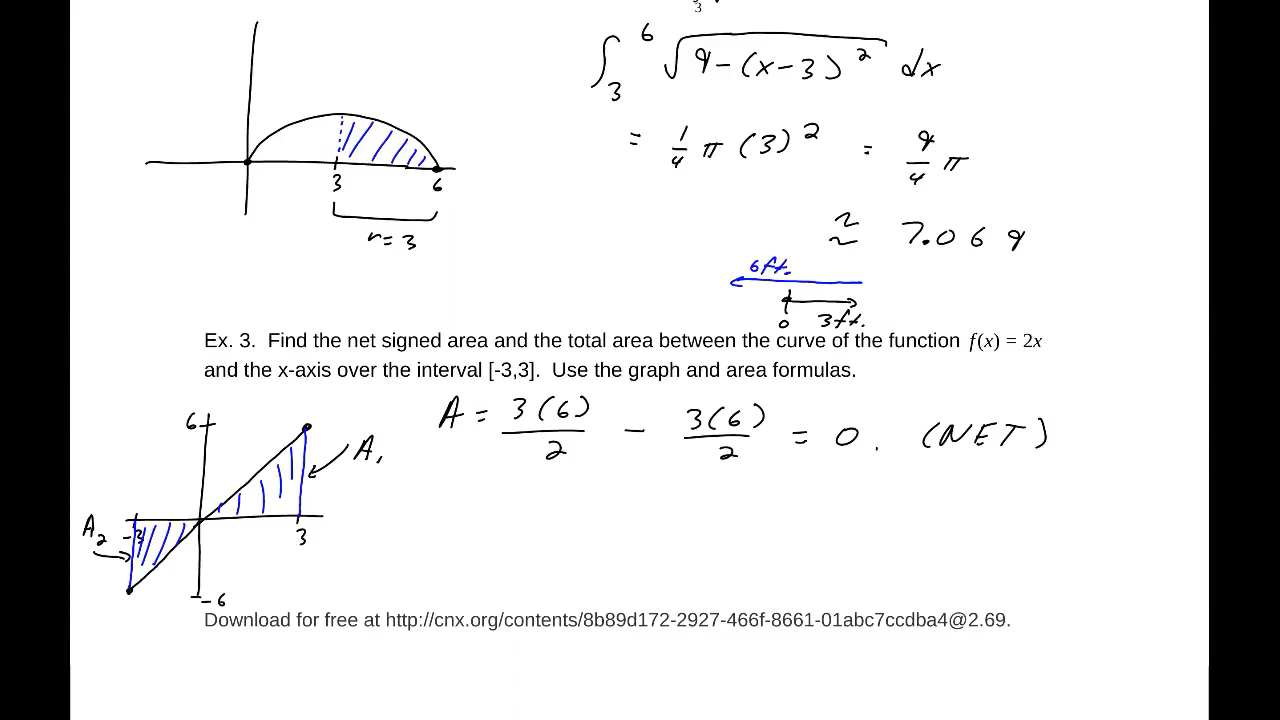 3
∫₃⁶ √(9-(x-3)²) dx
= 1/4 π (3)² = 9/4 π
3 6
r = 3
≈ 7.069
6ft.
0 3ft.
Ex. 3. Find the net signed area and the total area between the curve of the function f(x) = 2x
and the x-axis over the interval [-3,3]. Use the graph and area formulas.
A = 3(6)/2 - 3(6)/2 = 0. (NET)
6
A₁
A₂ -3 3
-6
Download for free at http://cnx.org/contents/8b89d172-2927-466f-8661-01abc7ccdba4@2.69.